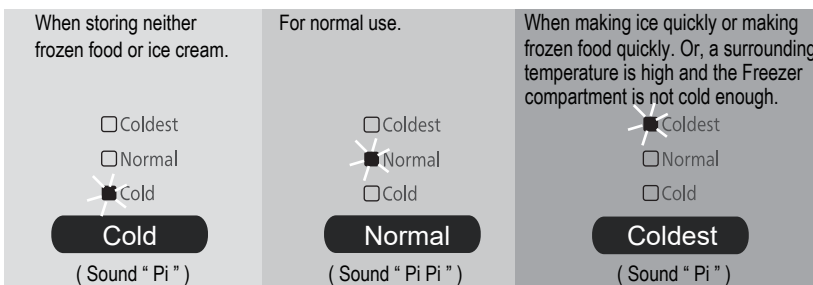 When storing neither
frozen food or ice cream.
Coldest
Normal
Cold
Cold
( Sound “ Pi ” )
For normal use.
Coldest
Normal
Cold
Normal
( Sound “ Pi Pi ” )
When making ice quickly or making
frozen food quickly. Or, a surrounding
temperature is high and the Freezer
compartment is not cold enough.
Coldest
Normal
Cold
Coldest
( Sound “ Pi ” )